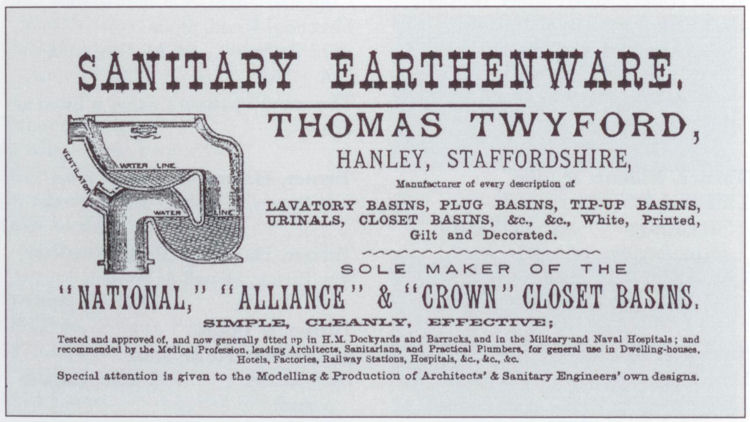 SANITARY EARTHENWARE.
THOMAS TWYFORD,
HANLEY, STAFFORDSHIRE,
Manufacturer of every description of
LAVATORY BASINS, PLUG BASINS, TIP-UP BASINS,
URINALS, CLOSET BASINS, &c., &c., White, Printed,
Gilt and Decorated.
VENTILATOR
WATER LINE
WATER LINE
SOLE MAKER OF THE
"NATIONAL," "ALLIANCE" & "CROWN" CLOSET BASINS.
SIMPLE, CLEANLY, EFFECTIVE;
Tested and approved of, and now generally fitted up in H.M. Dockyards and Barracks, and in the Military and Naval Hospitals; and
recommended by the Medical Profession, leading Architects, Sanitarians, and Practical Plumbers, for general use in Dwelling-houses,
Hotels, Factories, Railway Stations, Hospitals, &c., &c., &c.
Special attention is given to the Modelling & Production of Architects' & Sanitary Engineers' own designs.